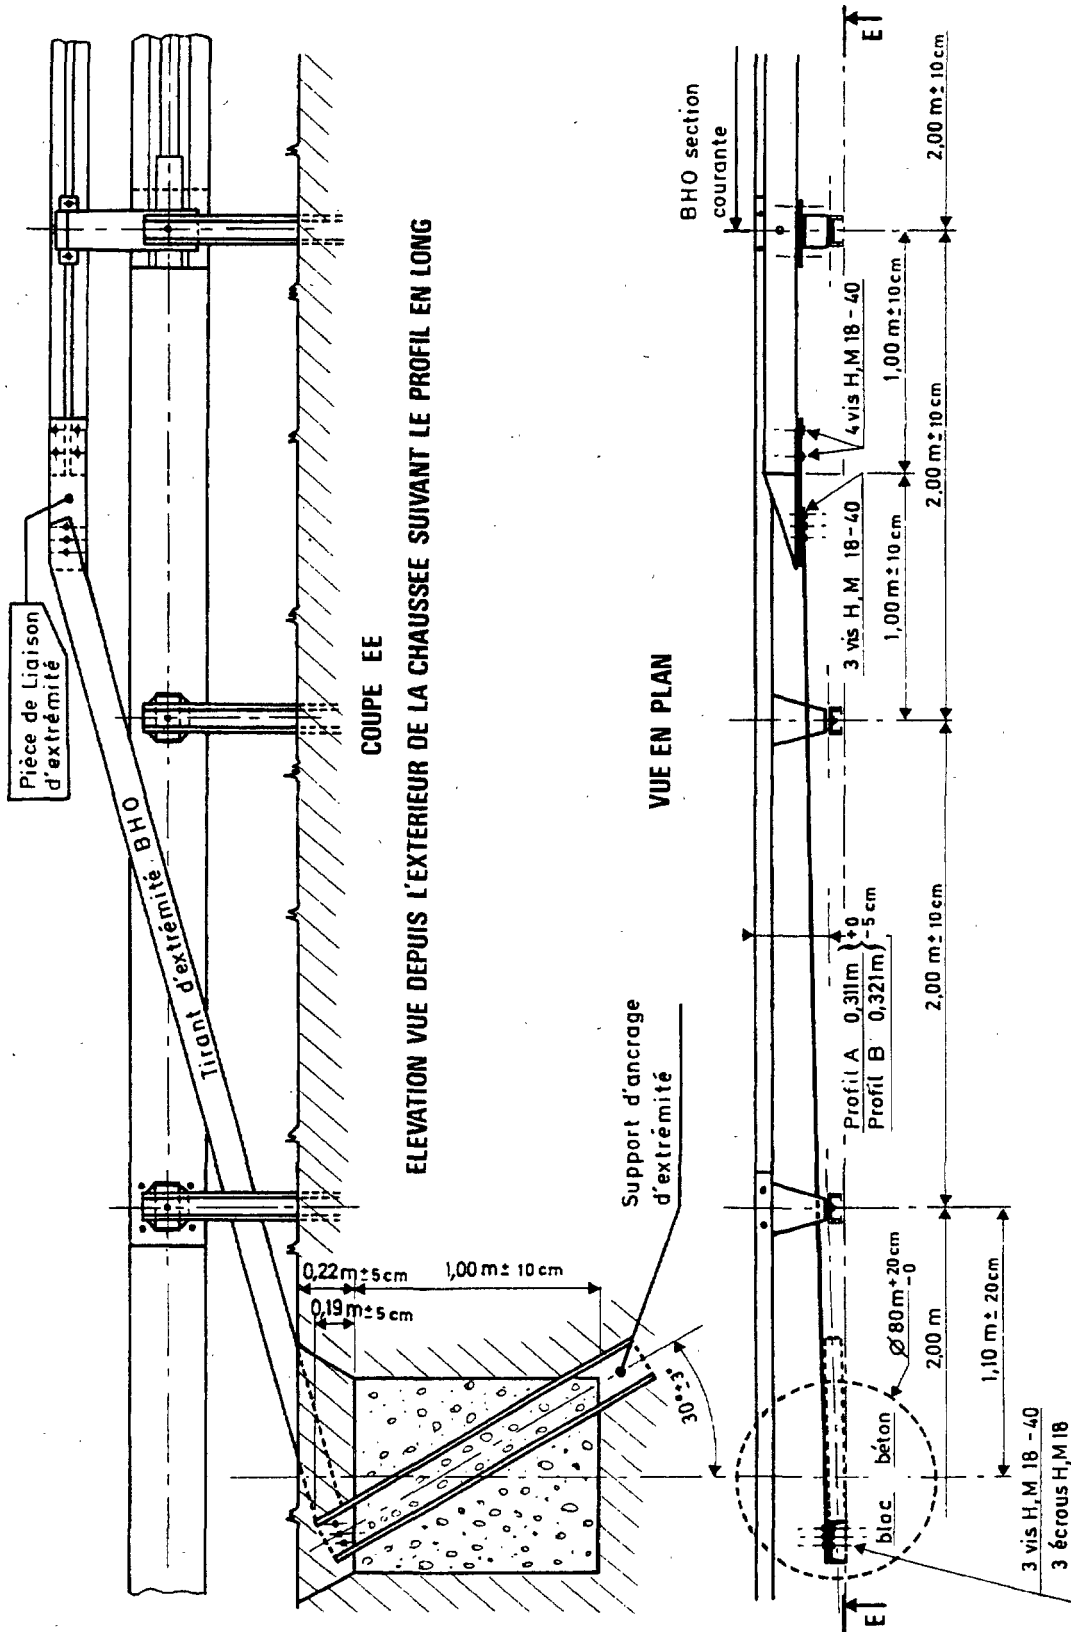 Pièce de Liaison
d'extrémité
Tirant d'extrémité BHO
COUPE EE
ELEVATION VUE DEPUIS L'EXTERIEUR DE LA CHAUSSEE SUIVANT LE PROFIL EN LONG
0,22 m ± 5 cm
1,00 m ± 10 cm
0,19 m ± 5 cm
30° ± 3°
Support d'ancrage
d'extrémité
VUE EN PLAN
BHO section
courante
E
E
4 vis H,M 18 - 40
3 vis H,M 18-40
1,00 m ± 10 cm
1,00 m ± 10 cm
2,00 m ± 10 cm
2,00 m ± 10 cm
2,00 m ± 10 cm
Profil A 0,311m } +0
Profil B 0,321m } -5 cm
Ø 80 m +20cm -0
2,00 m
1,10 m ± 20cm
blac béton
3 vis H,M 18 - 40
3 écrous H,M 18